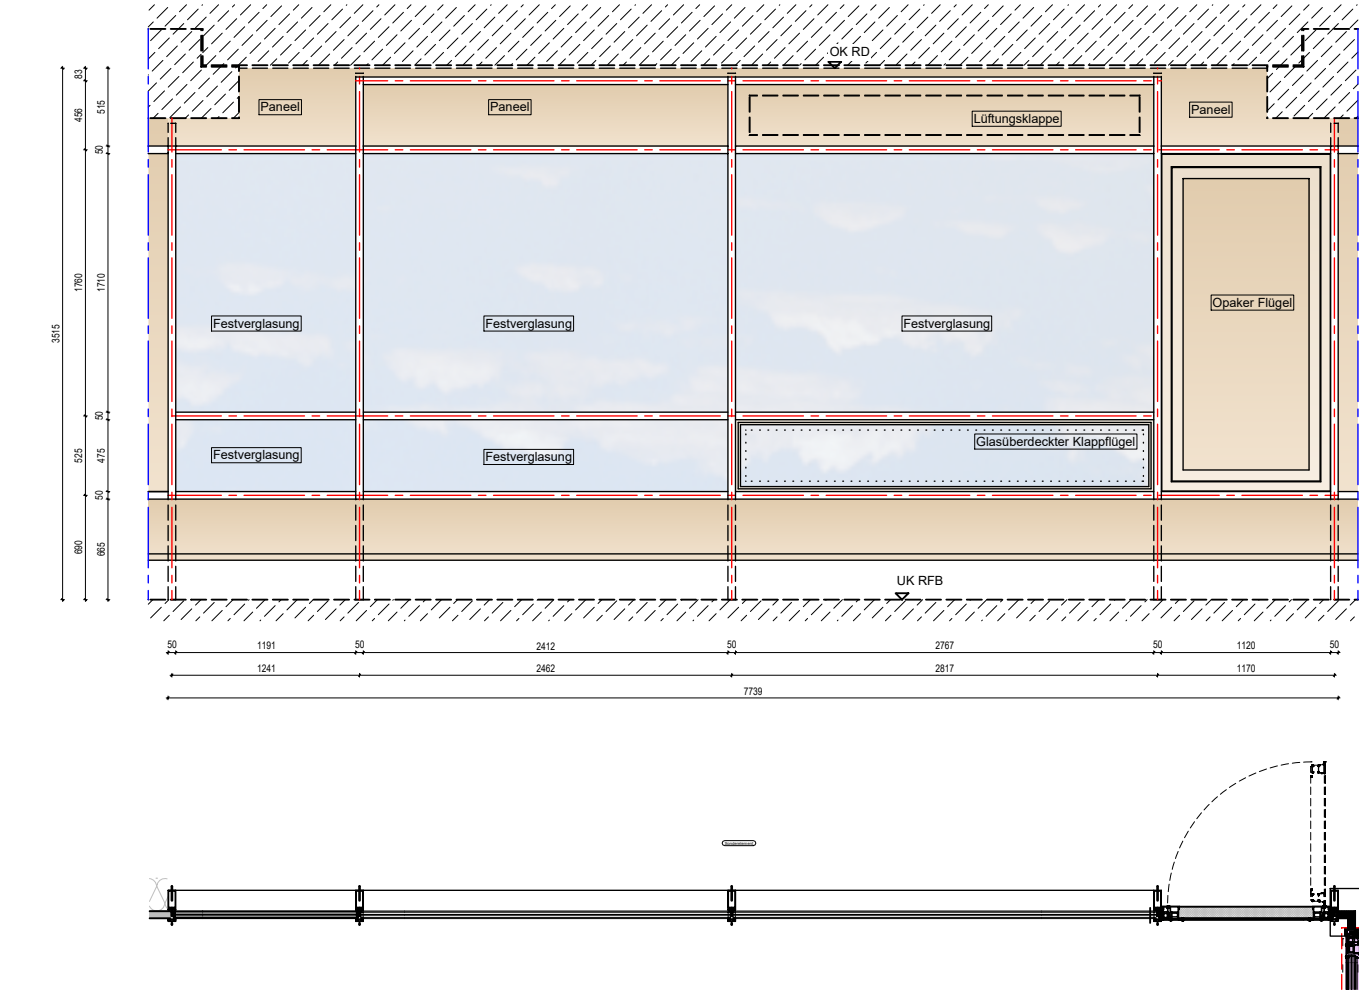 OK RD
83
456
515
50
1760
1710
3515
50
525
475
50
690
665
Paneel
Paneel
Lüftungsklappe
Paneel
Opaker Flügel
Festverglasung
Festverglasung
Festverglasung
Festverglasung
Festverglasung
Glasüberdeckter Klappflügel
UK RFB
50 1191 50 2412 50 2767 50 1120 50
1241 2462 2817 1170
7739